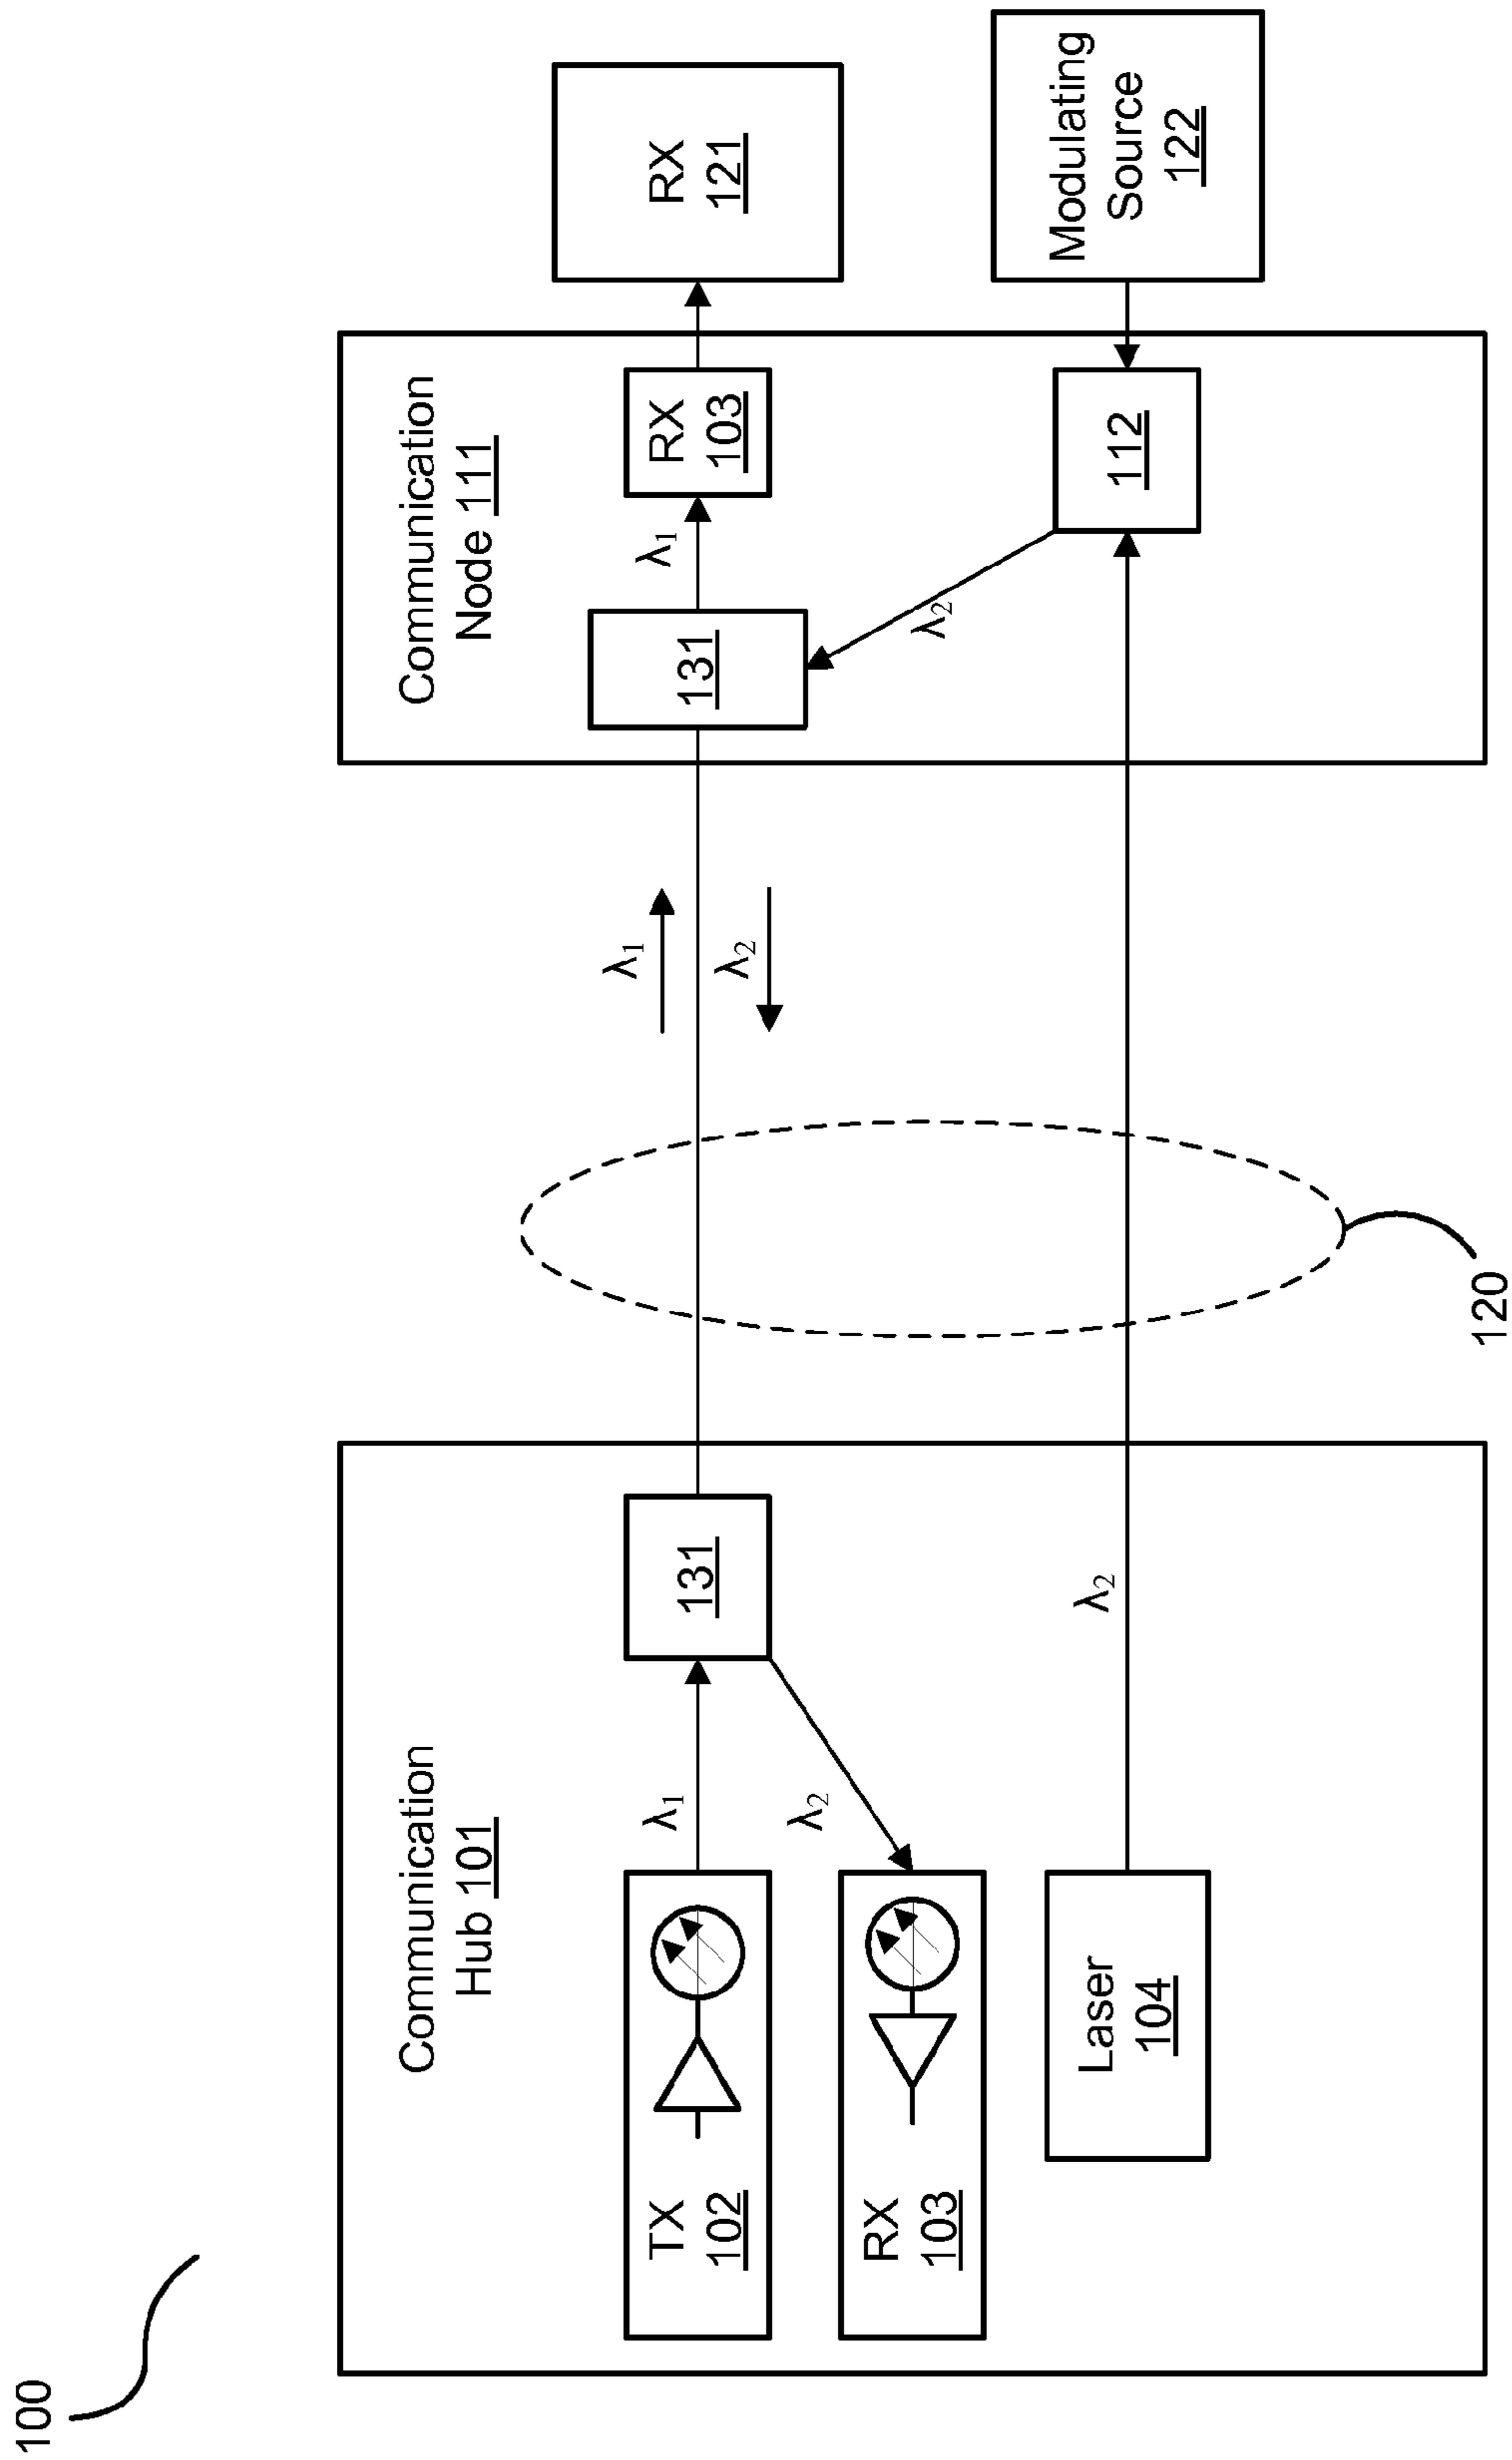 100
Communication
Hub 101
TX
102
λ1
131
RX
103
λ2
Laser
104
λ2
120
λ1
λ2
Communication
Node 111
131
λ1
RX
103
λ2
112
RX
121
Modulating
Source
122